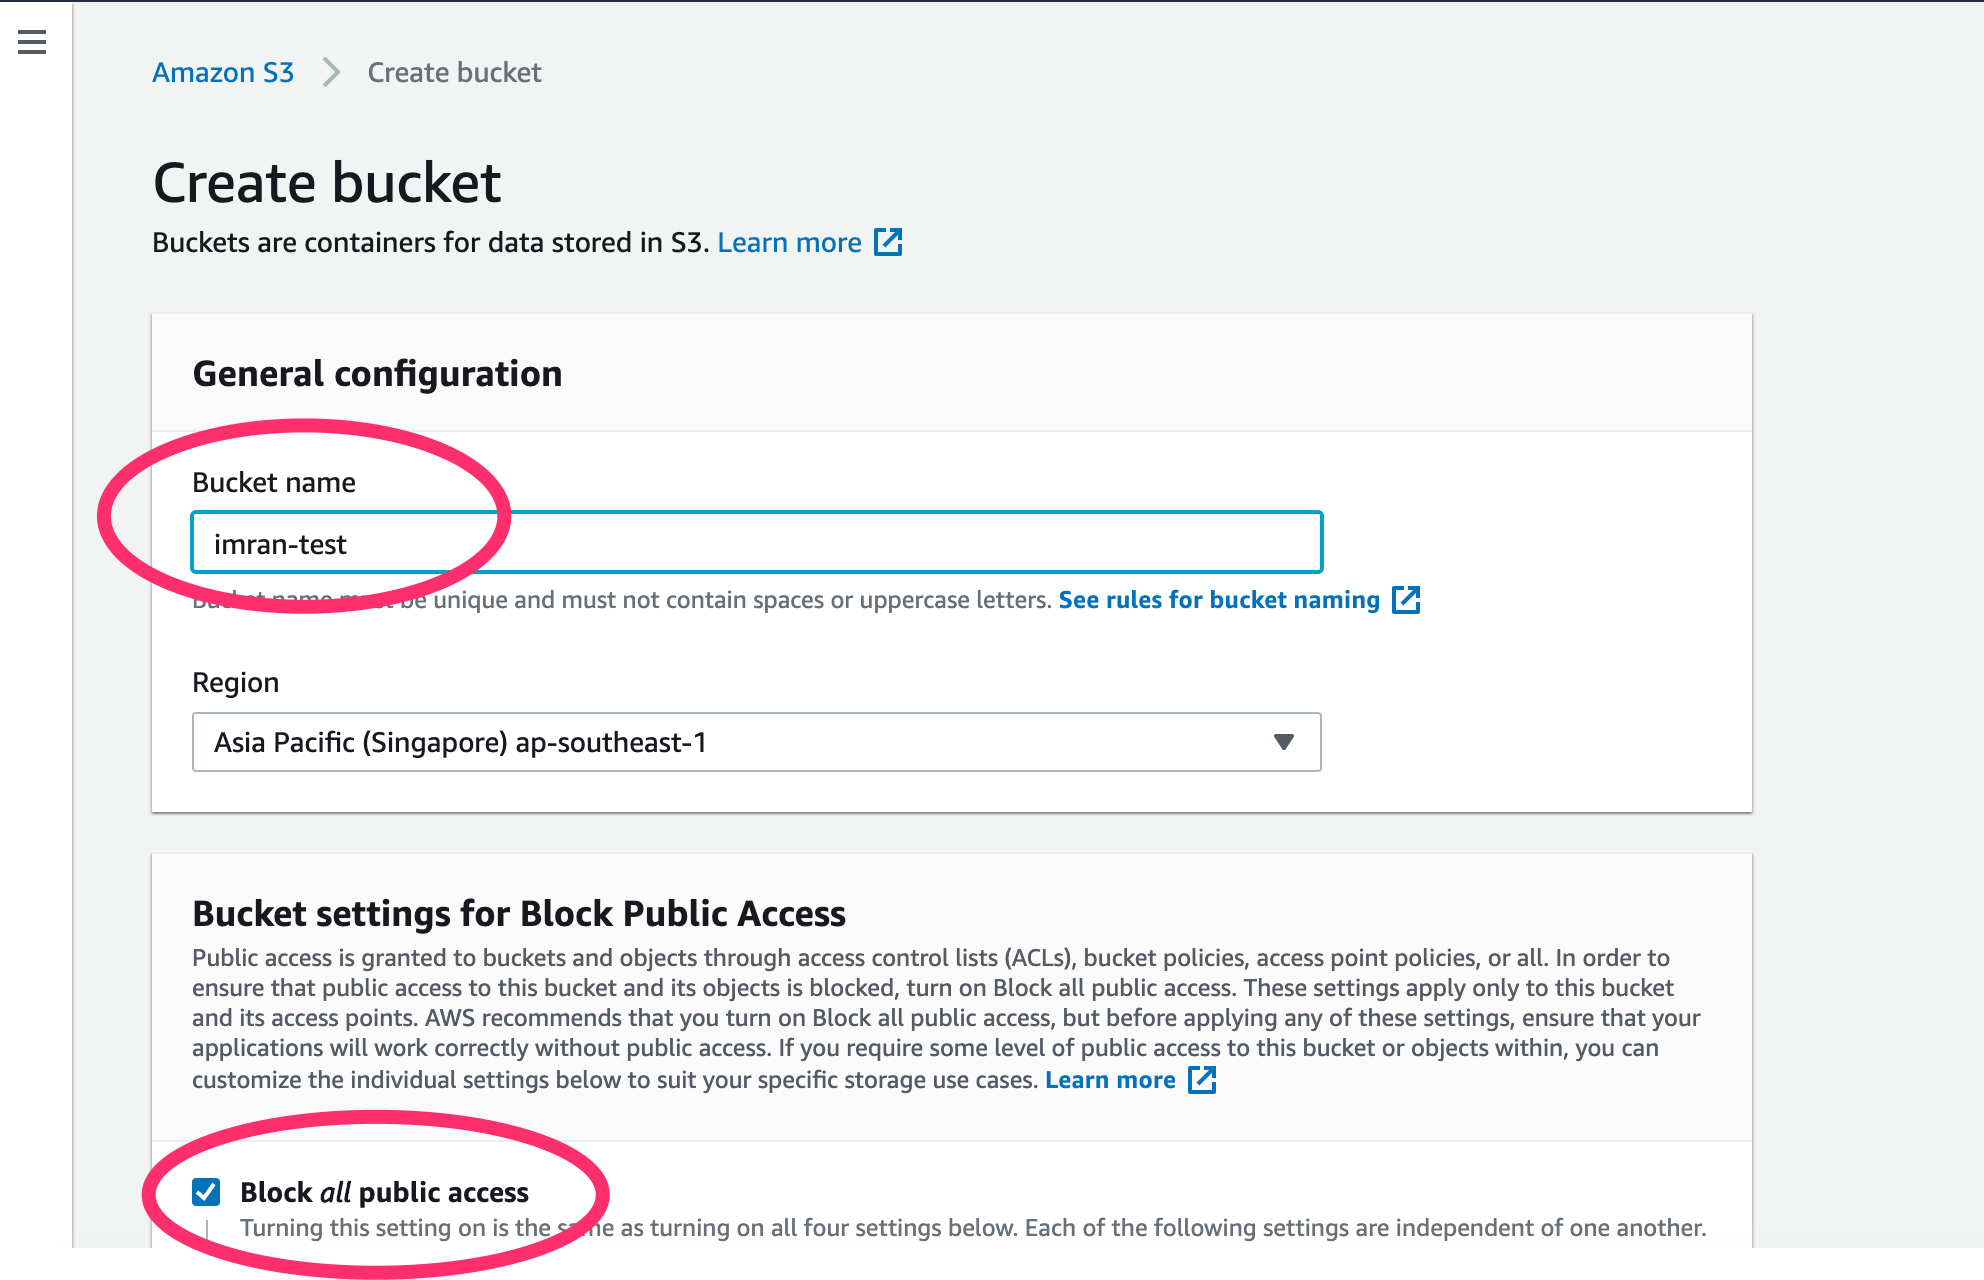 Amazon S3 > Create bucket
Create bucket
Buckets are containers for data stored in S3. Learn more
General configuration
Bucket name
imran-test
Bucket name must be unique and must not contain spaces or uppercase letters. See rules for bucket naming
Region
Asia Pacific (Singapore) ap-southeast-1
Bucket settings for Block Public Access
Public access is granted to buckets and objects through access control lists (ACLs), bucket policies, access point policies, or all. In order to
ensure that public access to this bucket and its objects is blocked, turn on Block all public access. These settings apply only to this bucket
and its access points. AWS recommends that you turn on Block all public access, but before applying any of these settings, ensure that your
applications will work correctly without public access. If you require some level of public access to this bucket or objects within, you can
customize the individual settings below to suit your specific storage use cases. Learn more
Block all public access
Turning this setting on is the same as turning on all four settings below. Each of the following settings are independent of one another.